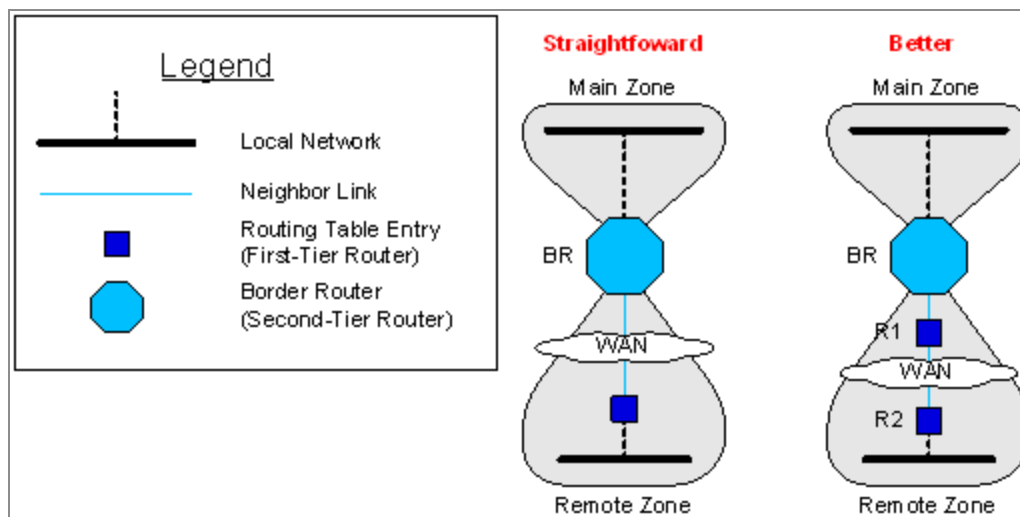 Legend
Local Network
Neighbor Link
Routing Table Entry
(First-Tier Router)
Border Router
(Second-Tier Router)
Straightfoward
Main Zone
BR
WAN
Remote Zone
Better
Main Zone
BR
R1
WAN
R2
Remote Zone